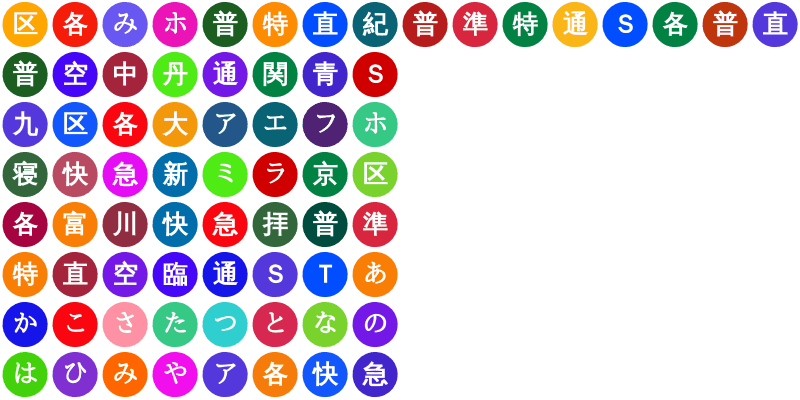 区各みホ普特直紀普準特通S各普直
普空中丹通関青S
九区各大アエフホ
寝快急新ミラ京区
各富川快急拝普準
特直空臨通STあ
かこさたつとなの
はひみやア各快急